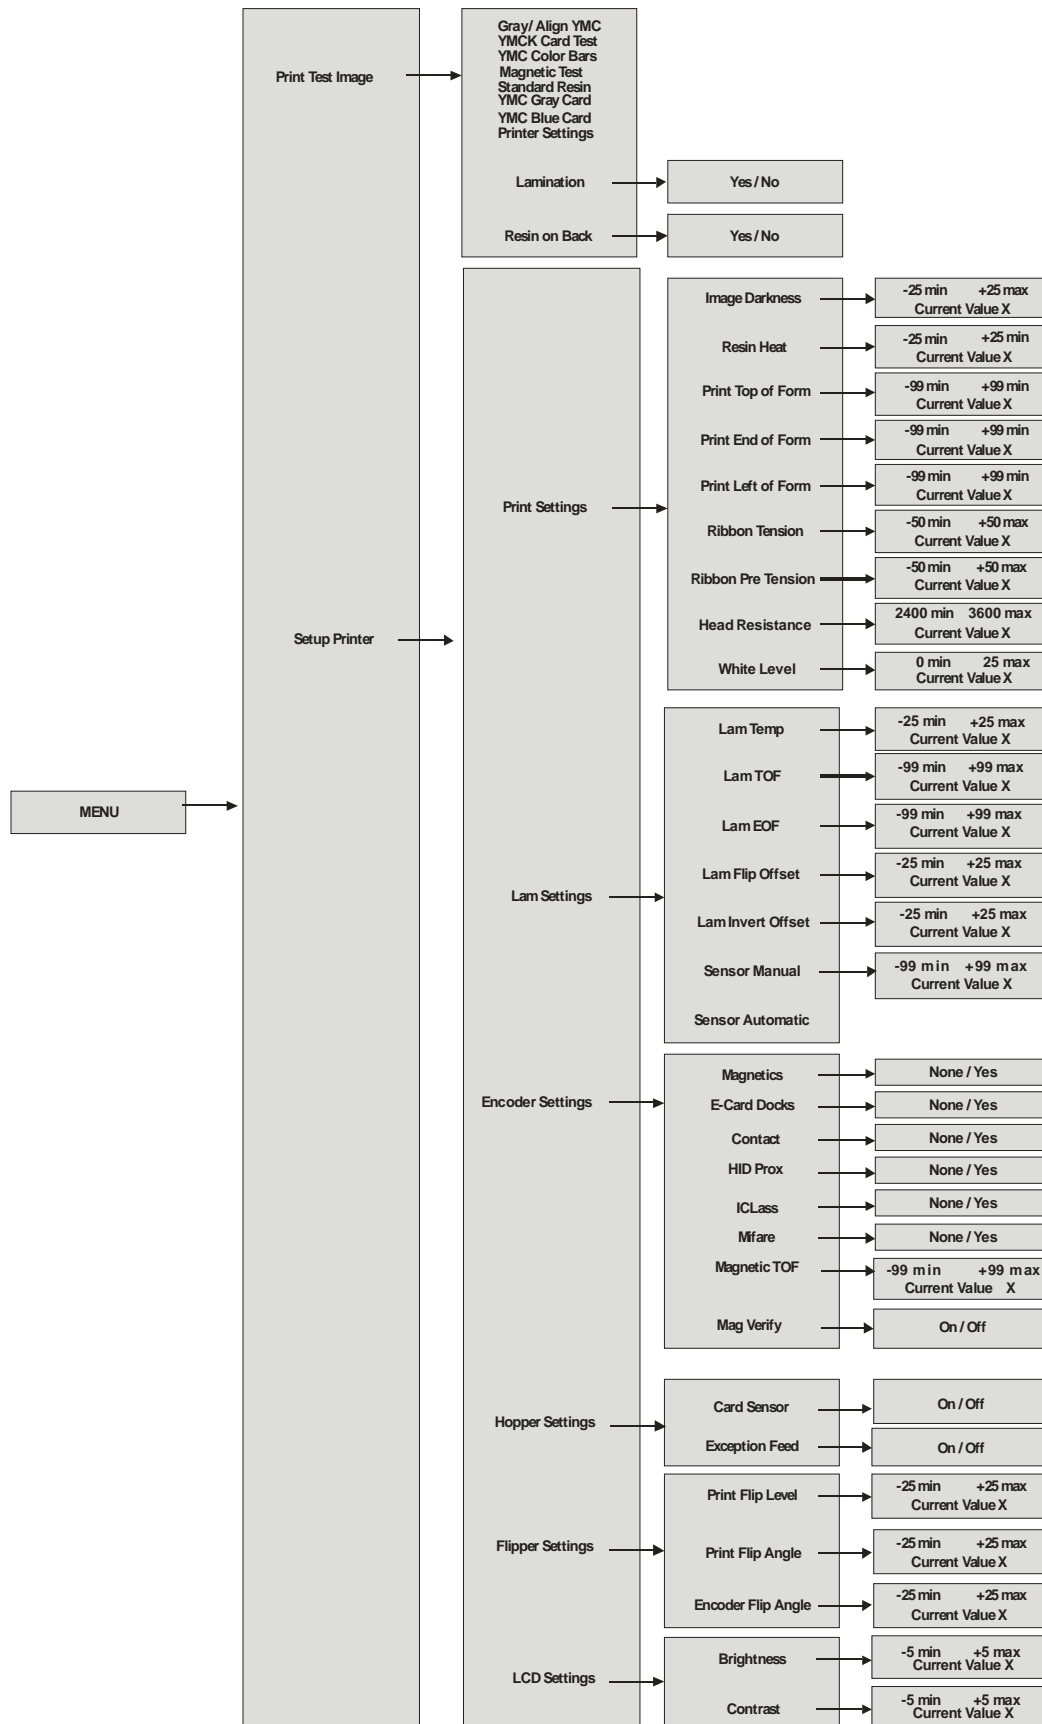 Gray/ Align YMC
YMCK Card Test
YMC Color Bars
Magnetic Test
Standard Resin
YMC Gray Card
YMC Blue Card
Printer Settings
Print Test Image
Lamination
Yes / No
Resin on Back
Yes / No
Image Darkness
-25 min +25 max
Current Value X
Resin Heat
-25 min +25 min
Current Value X
Print Top of Form
-99 min +99 min
Current Value X
Print End of Form
-99 min +99 min
Current Value X
Print Left of Form
-99 min +99 min
Current Value X
Print Settings
Ribbon Tension
-50 min +50 max
Current Value X
Ribbon Pre Tension
-50 min +50 max
Current Value X
Head Resistance
2400 min 3600 max
Current Value X
Setup Printer
White Level
0 min 25 max
Current Value X
Lam Temp
-25 min +25 max
Current Value X
Lam TOF
-99 min +99 max
Current Value X
MENU
Lam EOF
-99 min +99 max
Current Value X
Lam Flip Offset
-25 min +25 max
Current Value X
Lam Settings
Lam Invert Offset
-25 min +25 max
Current Value X
Sensor Manual
-99 min +99 max
Current Value X
Sensor Automatic
Magnetics
None / Yes
Encoder Settings
E-Card Docks
None / Yes
Contact
None / Yes
HID Prox
None / Yes
ICLass
None / Yes
Mifare
None / Yes
Magnetic TOF
-99 min +99 max
Current Value X
Mag Verify
On / Off
Card Sensor
On / Off
Hopper Settings
Exception Feed
On / Off
Print Flip Level
-25 min +25 max
Current Value X
Flipper Settings
Print Flip Angle
-25 min +25 max
Current Value X
Encoder Flip Angle
-25 min +25 max
Current Value X
Brightness
-5 min +5 max
Current Value X
LCD Settings
Contrast
-5 min +5 max
Current Value X